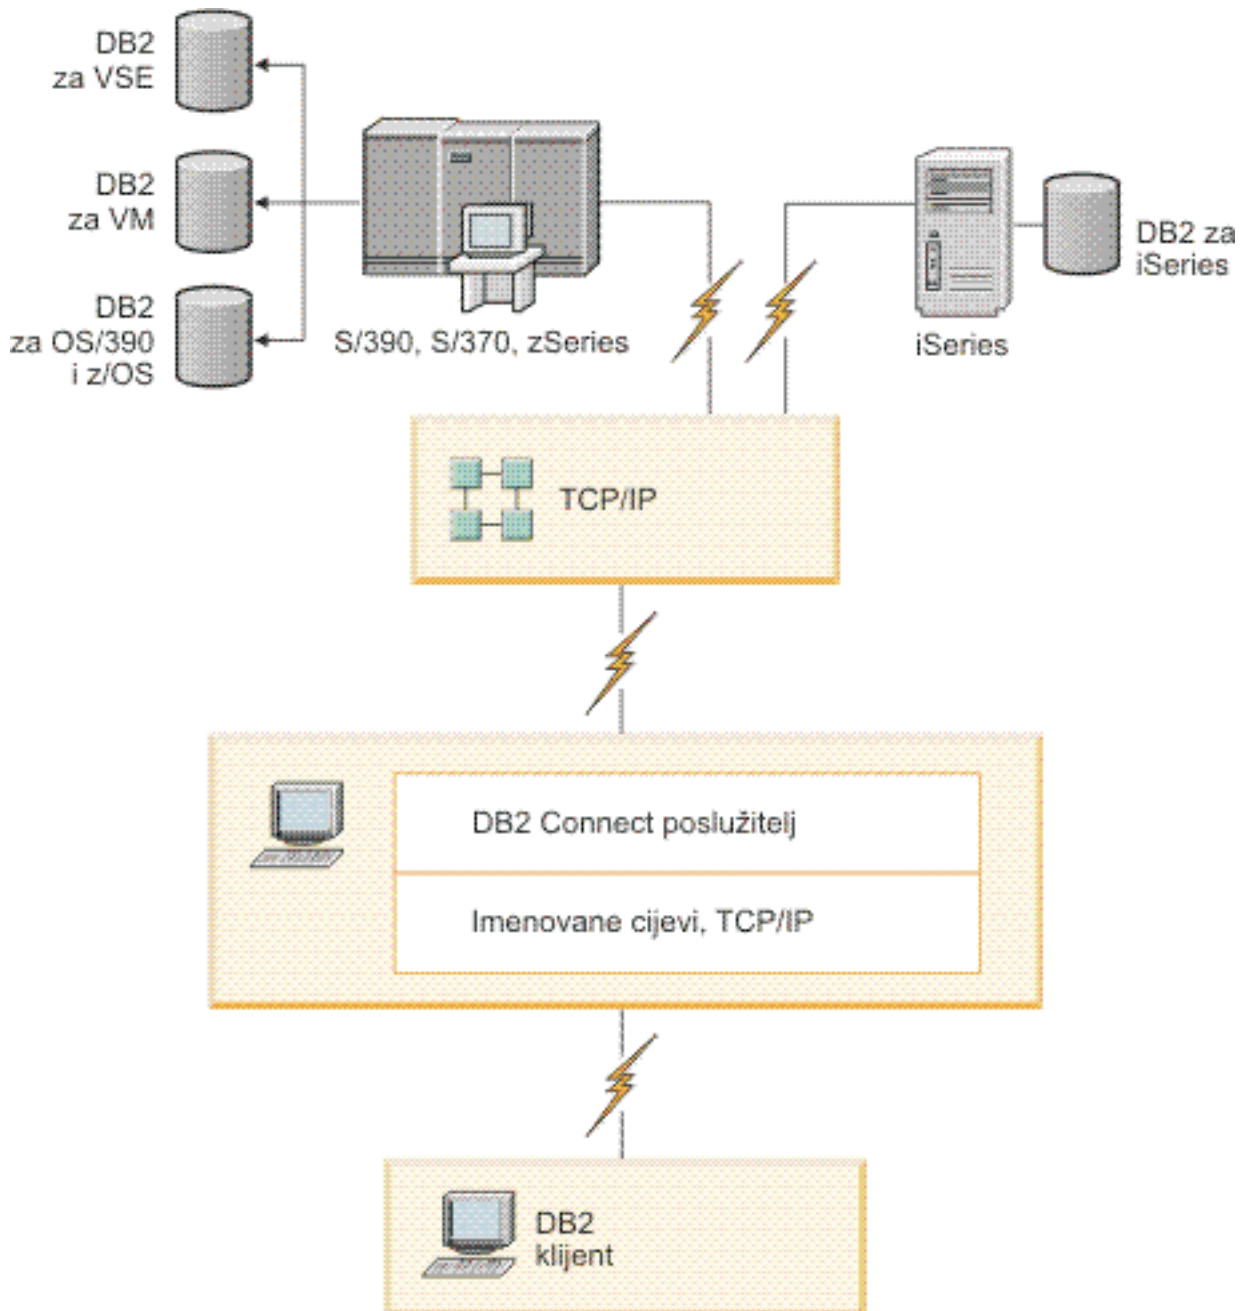 DB2
za VSE
DB2
za VM
DB2
za OS/390
i z/OS
S/390, S/370, zSeries
iSeries
DB2 za
iSeries
TCP/IP
DB2 Connect poslužitelj
Imenovane cijevi, TCP/IP
DB2
klijent